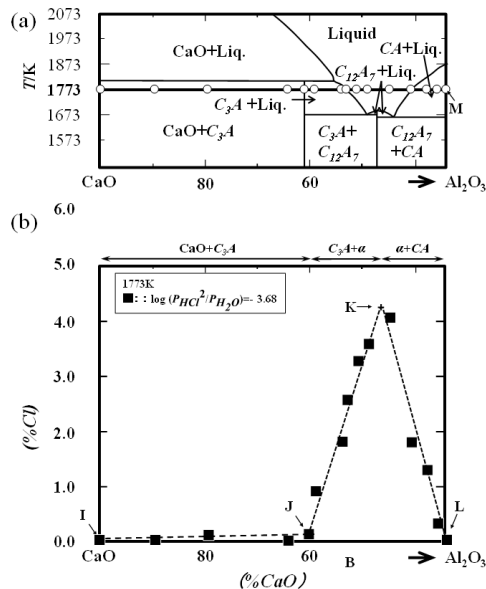 (a)
2073
1973
1873
1773
1673
1573
T/K
Liquid
CaO+Liq.
CA+Liq.
C12A7+Liq.
C3A+Liq.
M
CaO+C3A
C3A+
C12A7
C12A7
+CA
CaO
80
60
Al2O3
(b)
6.0
CaO+C3A
C3A+α
α+CA
5.0
1773K
■: : log (PHCl2/PH2O)=- 3.68
K
4.0
3.0
(%Cl)
2.0
1.0
I
J
L
0.0
CaO
80
60
B
Al2O3
(%CaO)